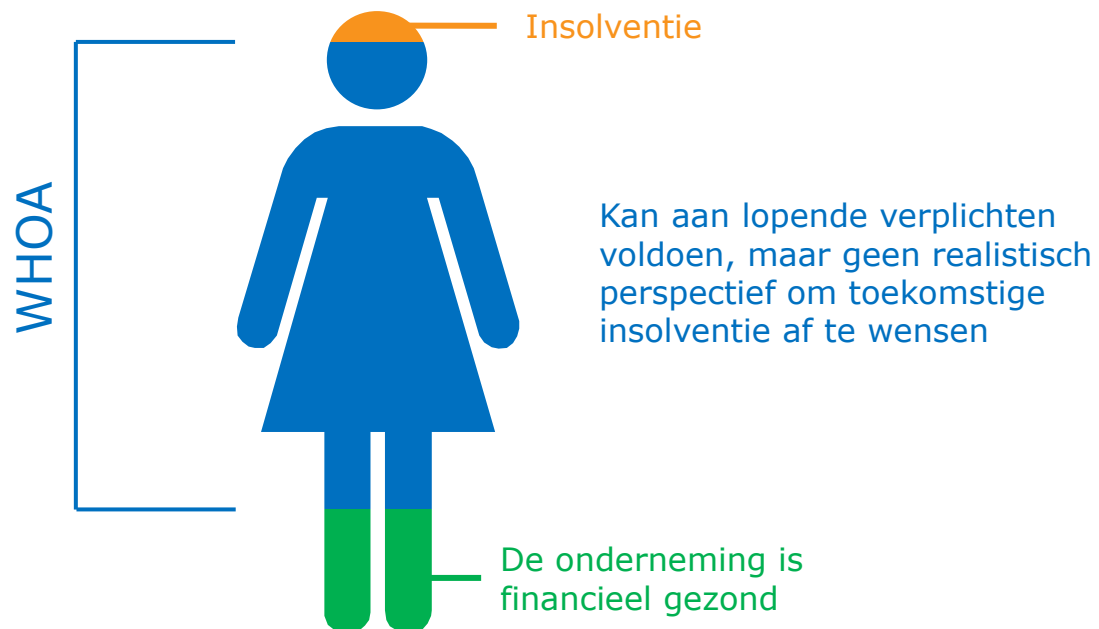 Insolventie
WHOA
Kan aan lopende verplichten
voldoen, maar geen realistisch
perspectief om toekomstige
insolventie af te wensen
De onderneming is
financieel gezond